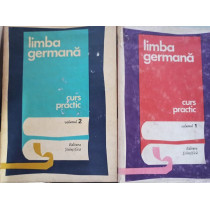 limba
germană
curs
practic
volumul 2
editura
științifică
limba
germană
curs
practic
volumul 1
editura
științifică